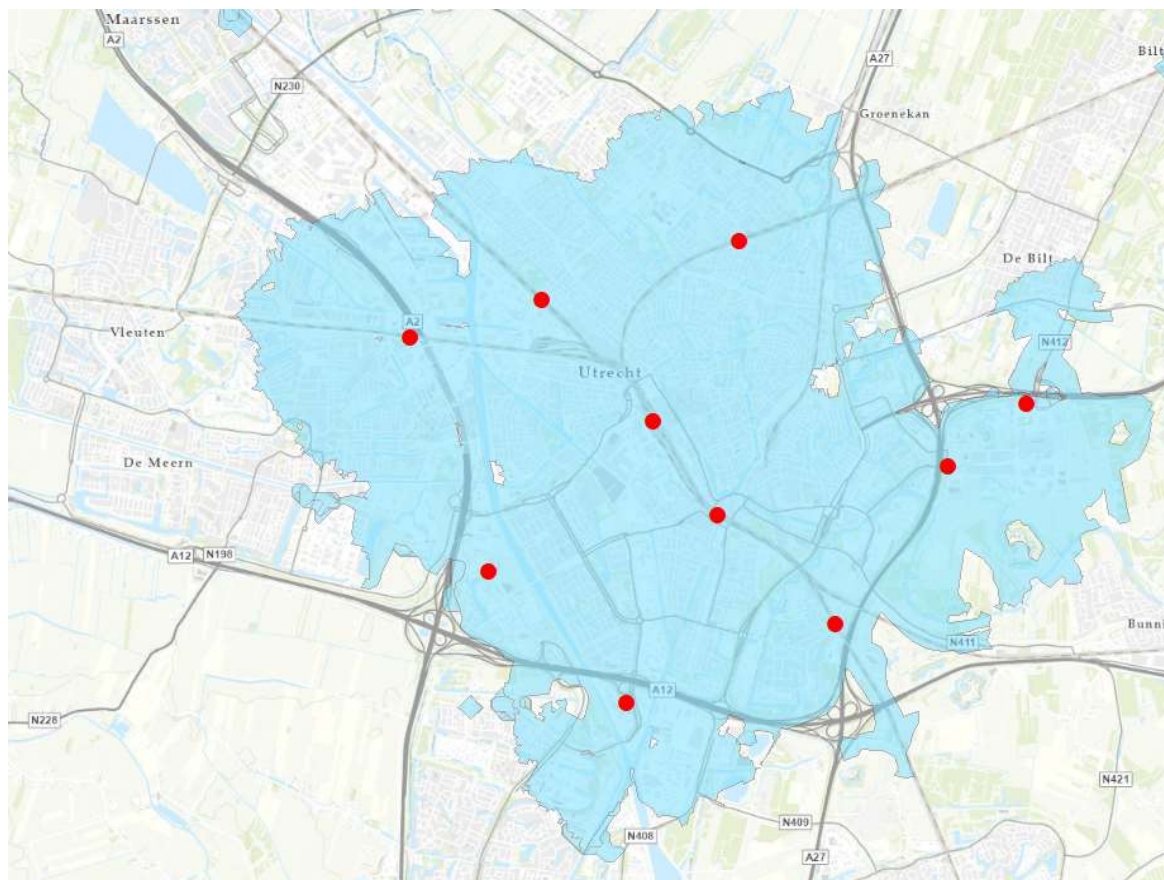 Maarssen
A2
N230
A27
Bilt
Groenekan
De Bilt
A2
Vleuten
N412
Utrecht
De Meern
A12
N198
Bunni
N411
A12
N228
N421
N409
N408
A27